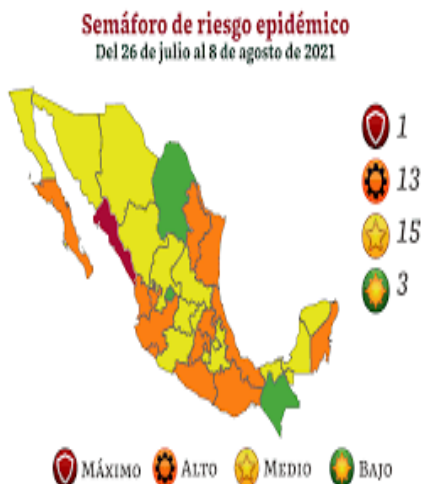 Semáforo de riesgo epidémico
Del 26 de julio al 8 de agosto de 2021
1
13
15
3
MÁXIMO ALTO MEDIO BAJO